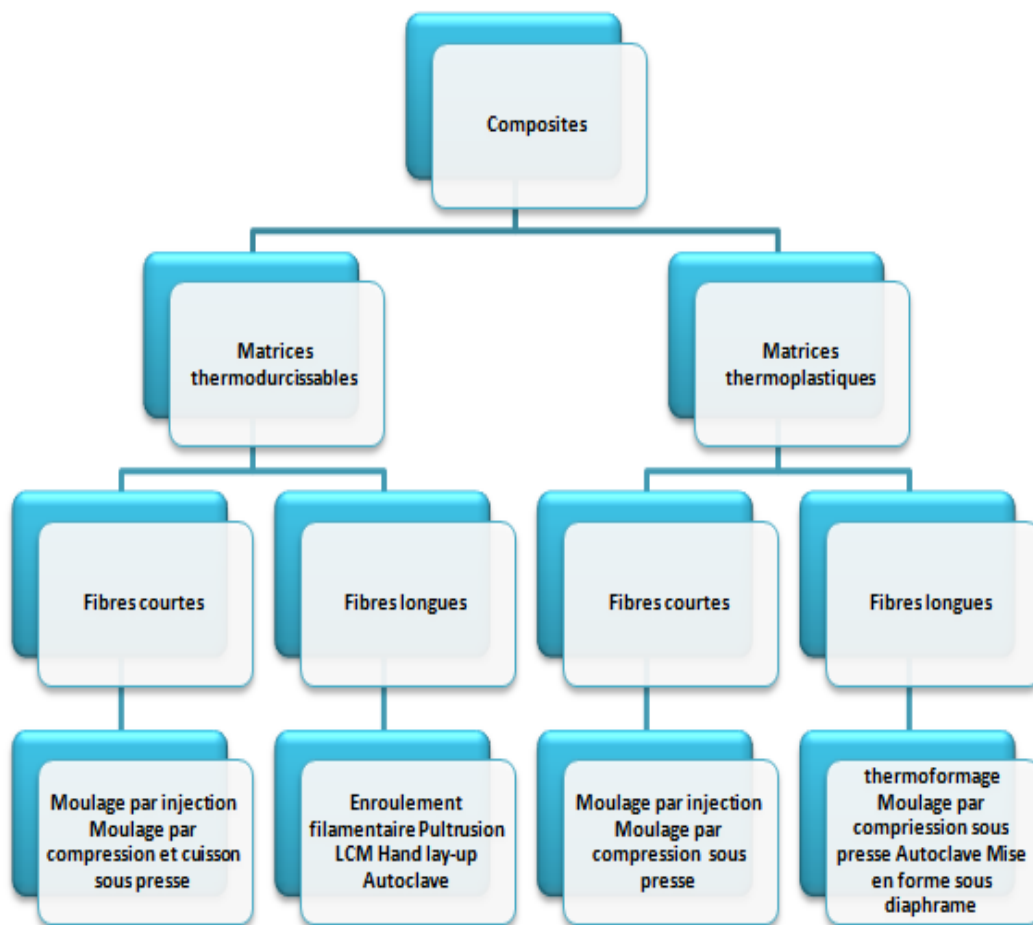 Composites
Matrices
thermodurcissables
Matrices
thermoplastiques
Fibres courtes
Fibres longues
Fibres courtes
Fibres longues
Moulage par injection
Moulage par
compression et cuisson
sous presse
Enroulement
filamentaire Pultrusion
LCM Hand lay-up
Autoclave
Moulage par injection
Moulage par
compression sous
presse
thermoformage
Moulage par
compriession sous
presse Autoclave Mise
en forme sous
diaphrame